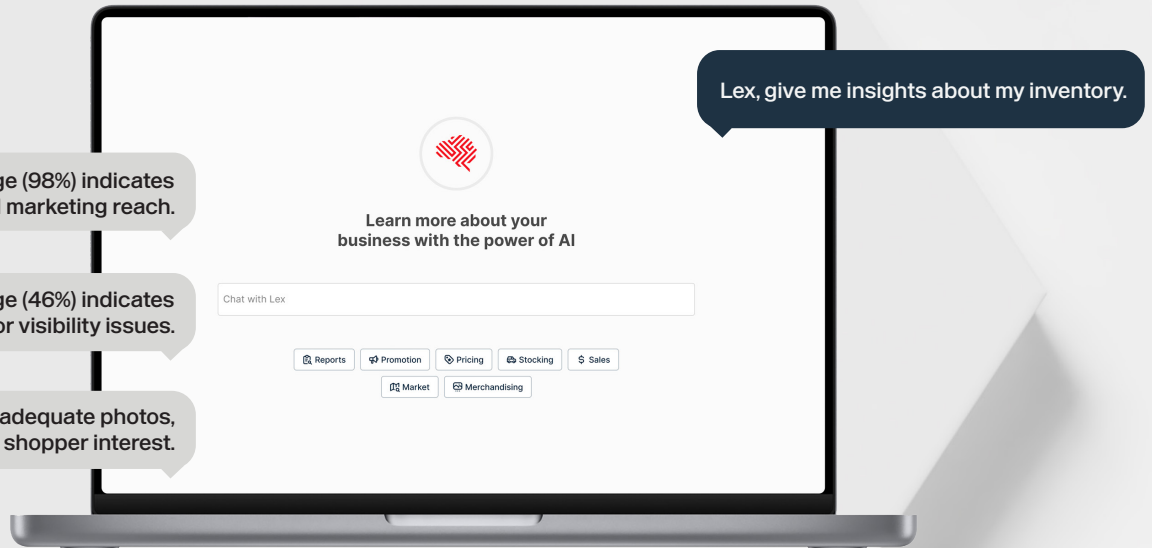 Lex, give me insights about my inventory.
ge (98%) indicates
marketing reach.
ge (46%) indicates
or visibility issues.
adequate photos,
shopper interest.
Learn more about your
business with the power of AI
Chat with Lex
Reports
Promotion
Pricing
Stocking
$ Sales
Market
Merchandising